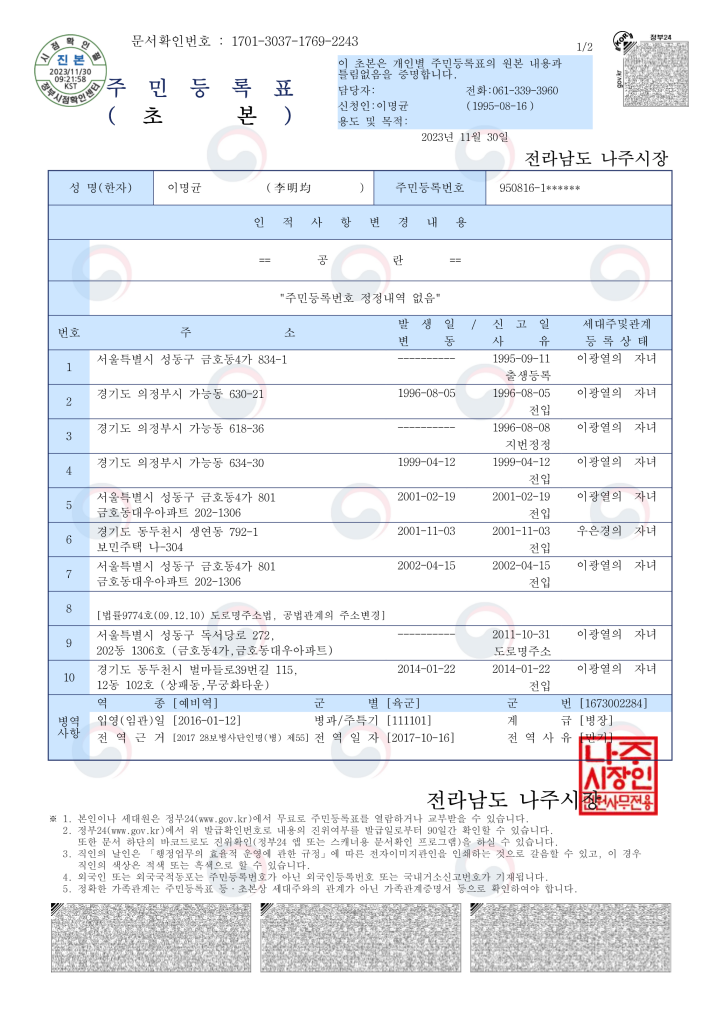 문서확인번호 : 1701-3037-1769-2243
1/2
시점확인필
진본
2023/11/30
09:21:58
KST
정부시점확인센터
정부24
gov.kr
주 민 등 록 표
( 초 본 )
이 초본은 개인별 주민등록표의 원본 내용과
틀림없음을 증명합니다.
담당자: 전화:061-339-3960
신청인:이명균 (1995-08-16 )
용도 및 목적:
2023년 11월 30일
전라남도 나주시장
성 명(한자) 이명균 (李明均 ) 주민등록번호 950816-1******
인 적 사 항 변 경 내 용
== 공 란 ==
"주민등록번호 정정내역 없음"
번호 주 소 발 생 일 / 신 고 일 세대주및관계
변 동 사 유 등 록 상 태
1 서울특별시 성동구 금호동4가 834-1 ---------- 1995-09-11 이광열의 자녀
출생등록
2 경기도 의정부시 가능동 630-21 1996-08-05 1996-08-05 이광열의 자녀
전입
3 경기도 의정부시 가능동 618-36 ---------- 1996-08-08 이광열의 자녀
지번정정
4 경기도 의정부시 가능동 634-30 1999-04-12 1999-04-12 이광열의 자녀
전입
5 서울특별시 성동구 금호동4가 801 2001-02-19 2001-02-19 이광열의 자녀
금호동대우아파트 202-1306 전입
6 경기도 동두천시 생연동 792-1 2001-11-03 2001-11-03 우은경의 자녀
보민주택 나-304 전입
7 서울특별시 성동구 금호동4가 801 2002-04-15 2002-04-15 이광열의 자녀
금호동대우아파트 202-1306 전입
8 [법률9774호(09.12.10) 도로명주소법, 공법관계의 주소변경]
9 서울특별시 성동구 독서당로 272, ---------- 2011-10-31 이광열의 자녀
202동 1306호 (금호동4가,금호동대우아파트) 도로명주소
10 경기도 동두천시 벌마들로39번길 115, 2014-01-22 2014-01-22 이광열의 자녀
12동 102호 (상패동,무궁화타운) 전입
병역사항 역 종 [예비역] 군 별 [육군] 군 번 [1673002284]
입영(임관)일 [2016-01-12] 병과/주특기 [111101] 계 급 [병장]
전 역 근 거 [2017 28보병사단인명(병) 제55] 전 역 일 자 [2017-10-16] 전 역 사 유 [만기]
전라남도 나주시장
나주
시장인
민원사무전용
※ 1. 본인이나 세대원은 정부24(www.gov.kr)에서 무료로 주민등록표를 열람하거나 교부받을 수 있습니다.
2. 정부24(www.gov.kr)에서 위 발급확인번호로 내용의 진위여부를 발급일로부터 90일간 확인할 수 있습니다.
또한 문서 하단의 바코드로도 진위확인(정부24 앱 또는 스캐너용 문서확인 프로그램)을 하실 수 있습니다.
3. 직인의 날인은 「행정업무의 효율적 운영에 관한 규정」에 따른 전자이미지관인을 인쇄하는 것으로 갈음할 수 있고, 이 경우
직인의 색상은 적색 또는 흑색으로 할 수 있습니다.
4. 외국인 또는 외국국적동포는 주민등록번호가 아닌 외국인등록번호 또는 국내거소신고번호가 기재됩니다.
5. 정확한 가족관계는 주민등록표 등·초본상 세대주와의 관계가 아닌 가족관계증명서 등으로 확인하여야 합니다.